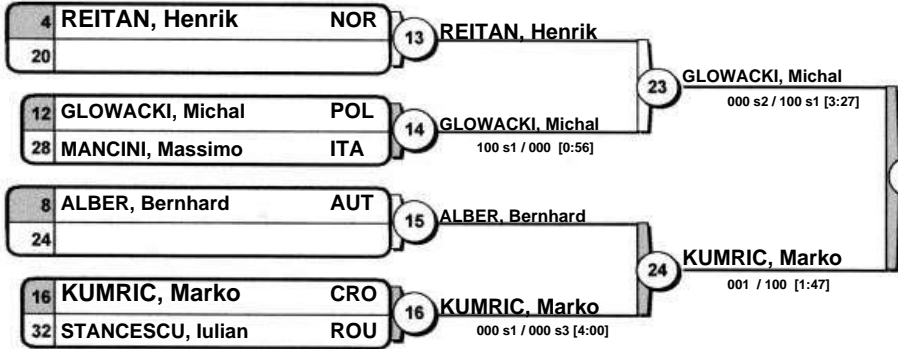 4 REITAN, Henrik NOR
20
13
REITAN, Henrik
12 GLOWACKI, Michal POL
28 MANCINI, Massimo ITA
14
GLOWACKI, Michal
100 s1 / 000 [0:56]
23
GLOWACKI, Michal
000 s2 / 100 s1 [3:27]
8 ALBER, Bernhard AUT
24
15
ALBER, Bernhard
16 KUMRIC, Marko CRO
32 STANCESCU, Iulian ROU
16
KUMRIC, Marko
000 s1 / 000 s3 [4:00]
24
KUMRIC, Marko
001 / 100 [1:47]